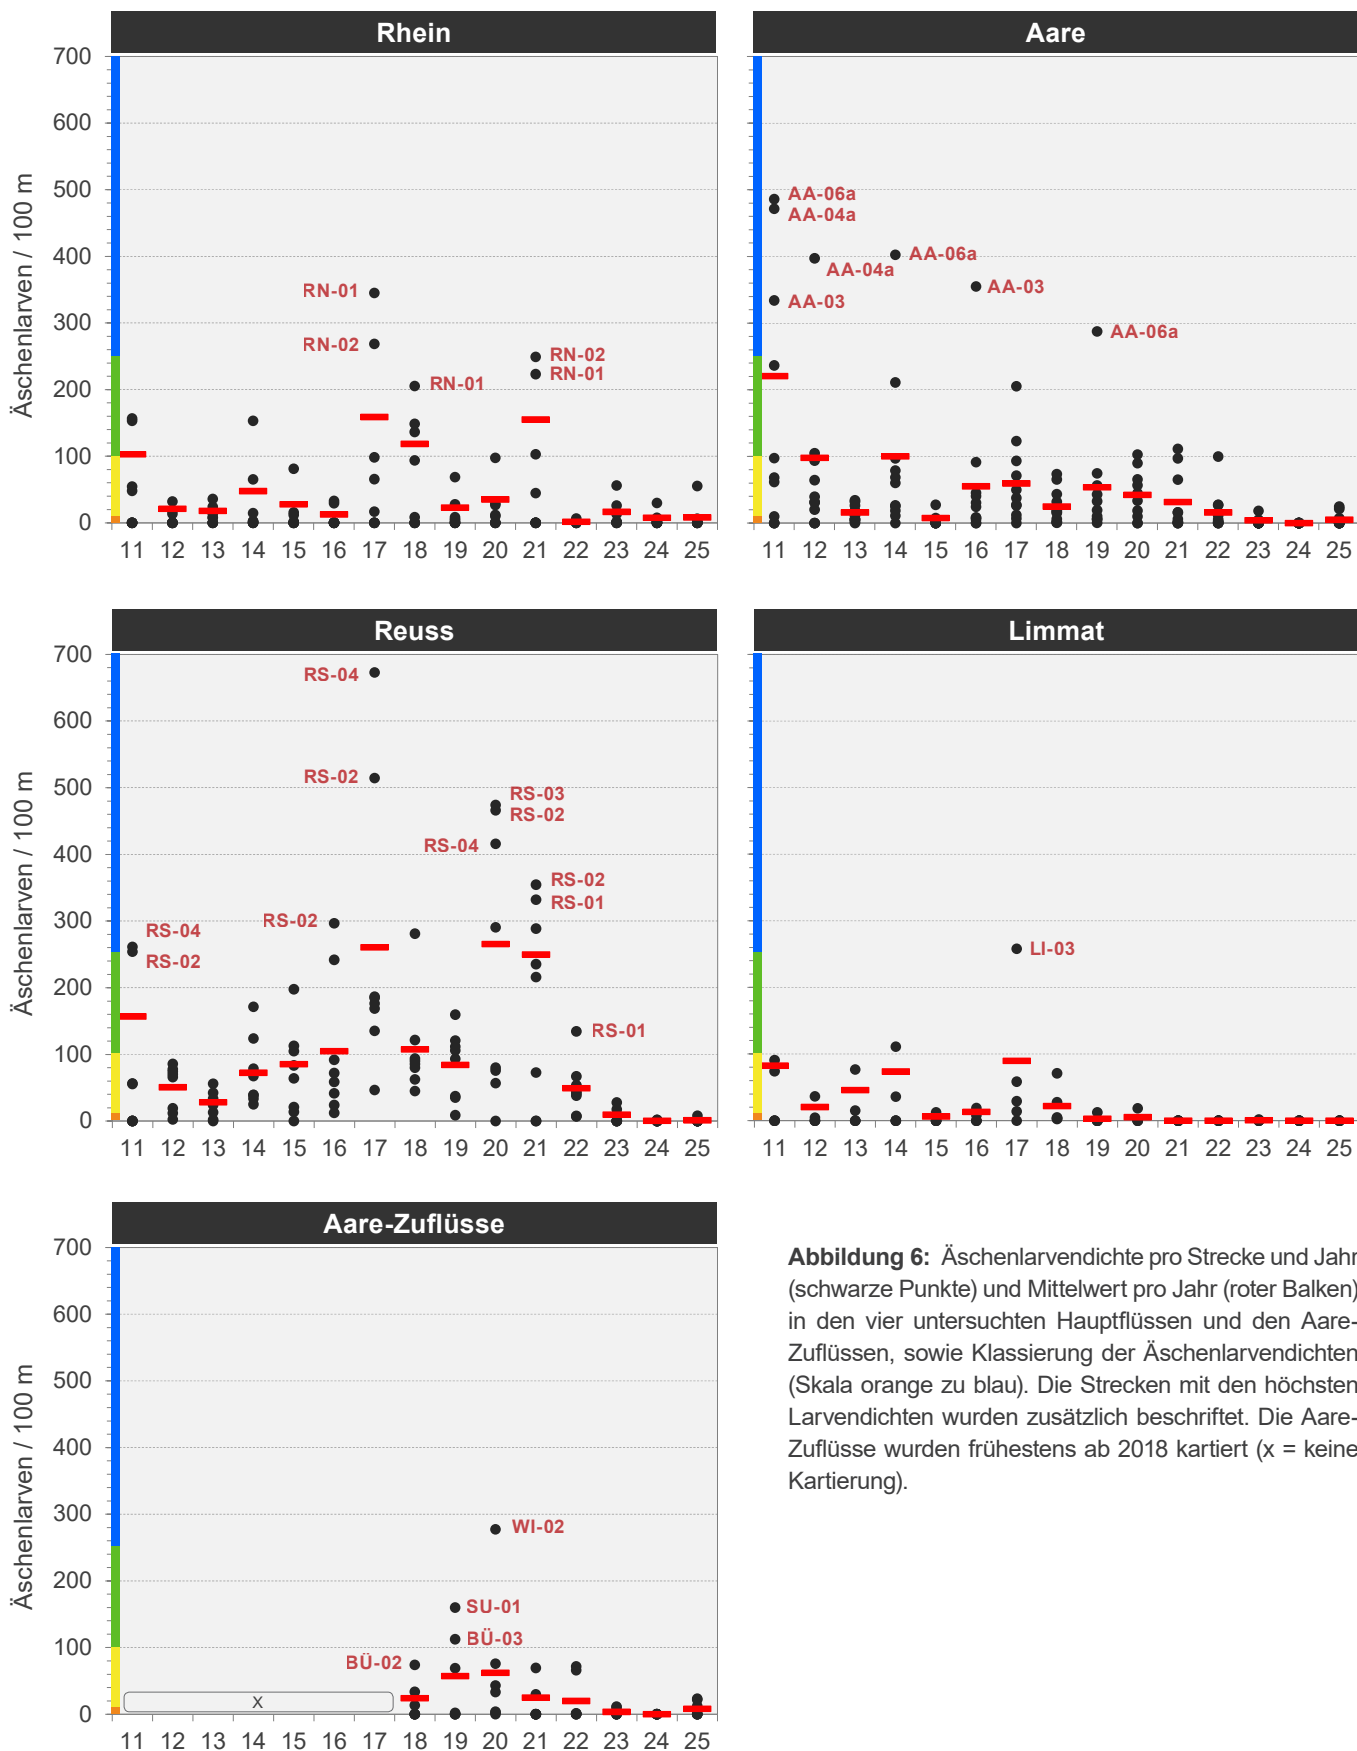 Rhein
Aare
700
600
500
400
300
200
100
0
Äschenlarven / 100 m
RN-01
RN-02
RN-01
RN-02
RN-01
11 12 13 14 15 16 17 18 19 20 21 22 23 24 25
AA-06a
AA-04a
AA-03
AA-04a
AA-06a
AA-03
AA-06a
11 12 13 14 15 16 17 18 19 20 21 22 23 24 25
Reuss
Limmat
700
600
500
400
300
200
100
0
Äschenlarven / 100 m
RS-04
RS-02
RS-02
RS-04
RS-02
RS-03
RS-02
RS-04
RS-02
RS-01
RS-01
11 12 13 14 15 16 17 18 19 20 21 22 23 24 25
LI-03
11 12 13 14 15 16 17 18 19 20 21 22 23 24 25
Aare-Zuflüsse
700
600
500
400
300
200
100
0
Äschenlarven / 100 m
X
BÜ-02
SU-01
BÜ-03
WI-02
11 12 13 14 15 16 17 18 19 20 21 22 23 24 25
Abbildung 6: Äschenlarvendichte pro Strecke und Jahr
(schwarze Punkte) und Mittelwert pro Jahr (roter Balken)
in den vier untersuchten Hauptflüssen und den Aare-
Zuflüssen, sowie Klassierung der Äschenlarvendichten
(Skala orange zu blau). Die Strecken mit den höchsten
Larvendichten wurden zusätzlich beschriftet. Die Aare-
Zuflüsse wurden frühestens ab 2018 kartiert (x = keine
Kartierung).